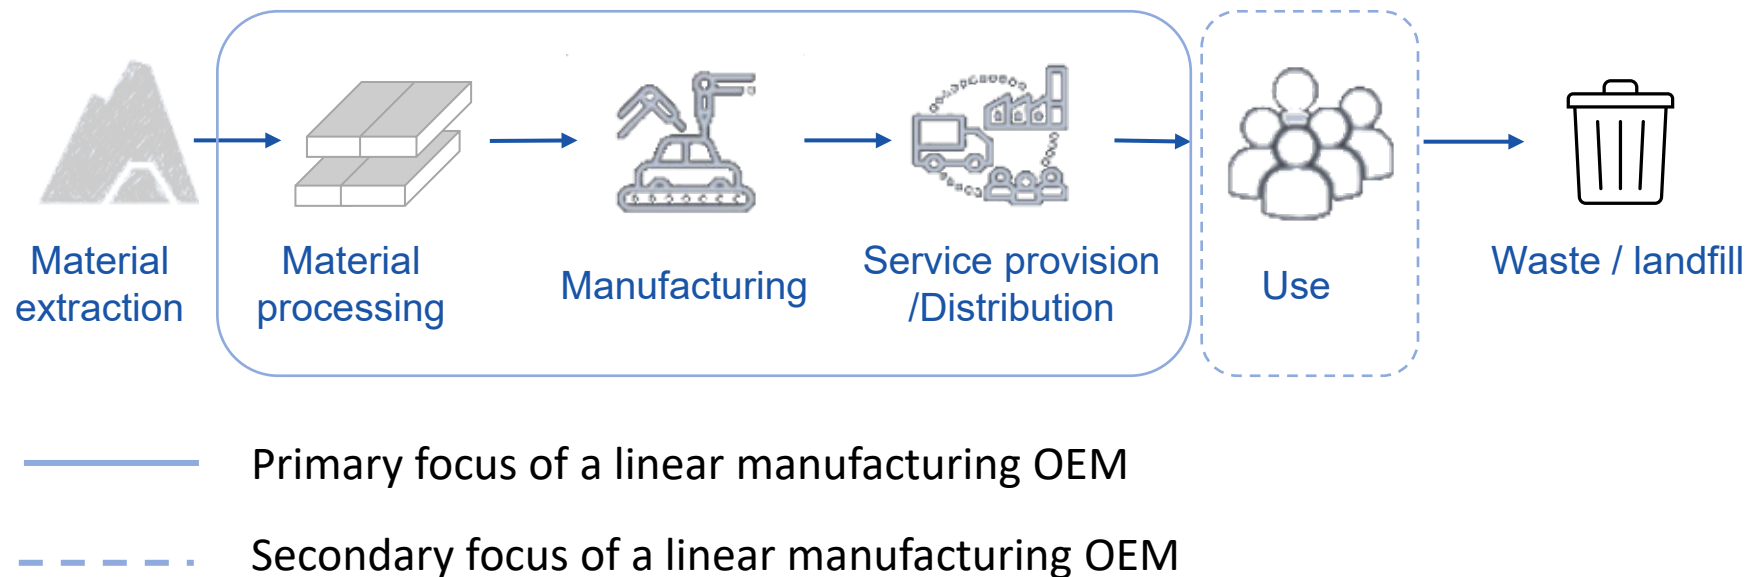 Material
extraction
Material
processing
Manufacturing
Service provision
/Distribution
Use
Waste / landfill
Primary focus of a linear manufacturing OEM
Secondary focus of a linear manufacturing OEM